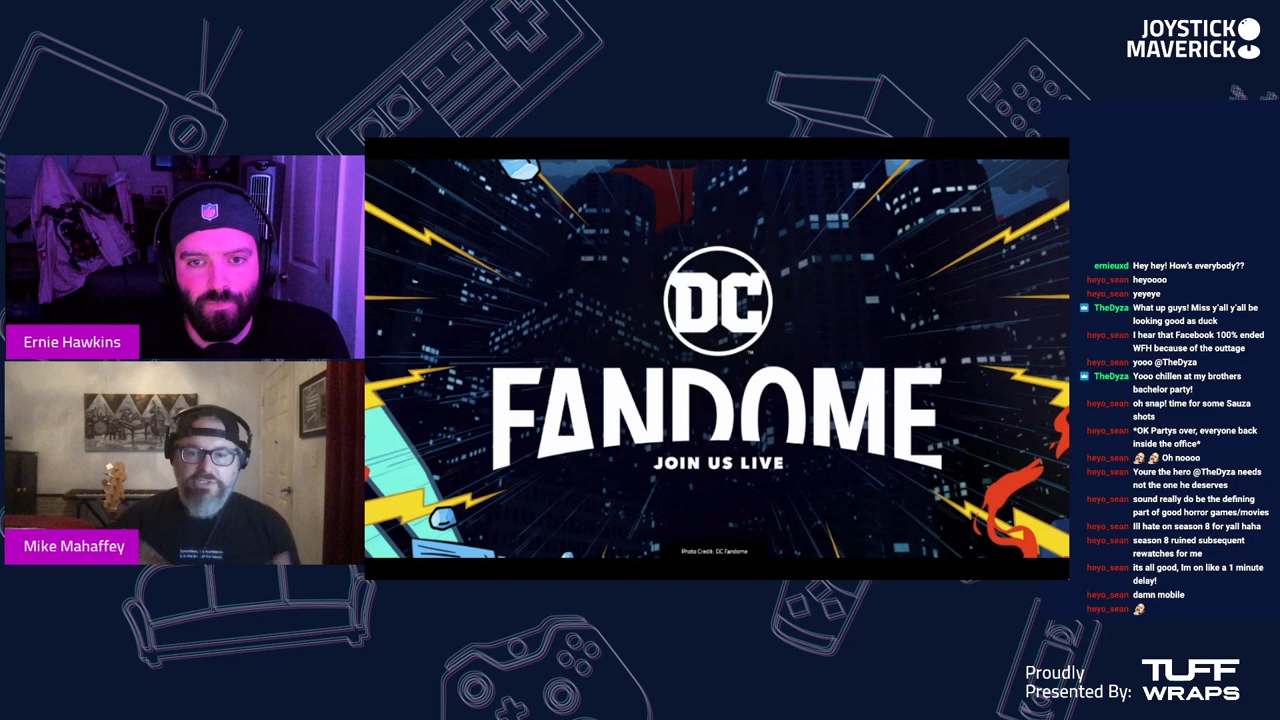 JOYSTICK
MAVERICK
Ernie Hawkins
Mike Mahaffey
DC
FANDOME
JOIN US LIVE
Photo Credit: DC Fandome
ernieuxd Hey hey! How's everybody??
heyo_sean heyoooo
heyo_sean yeyeye
TheDyza What up guys! Miss y'all y'all be
looking good as duck
heyo_sean I hear that Facebook 100% ended
WFH because of the outtage
heyo_sean yooo @TheDyza
TheDyza Yooo chillen at my brothers
bachelor party!
heyo_sean oh snap! time for some Sauza
shots
heyo_sean *OK Partys over, everyone back
inside the office*
heyo_sean Oh noooo
heyo_sean Youre the hero @TheDyza needs
not the one he deserves
heyo_sean sound really do be the defining
part of good horror games/movies
heyo_sean Ill hate on season 8 for yall haha
heyo_sean season 8 ruined subsequent
rewatches for me
heyo_sean its all good, Im on like a 1 minute
delay!
heyo_sean damn mobile
heyo_sean
Proudly
Presented By:
TUFF
WRAPS